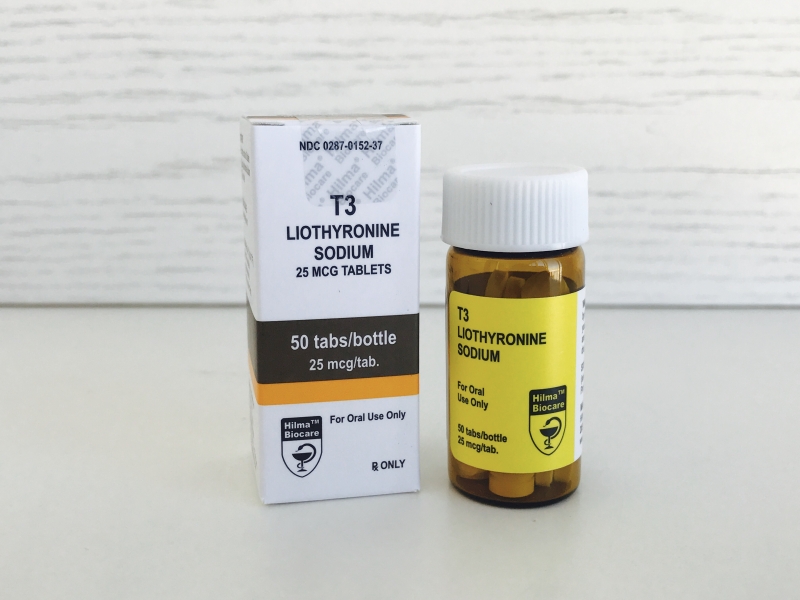 NDC 0287-0152-37
Hilma®
Biocare
T3
LIOTHYRONINE
SODIUM
25 MCG TABLETS
50 tabs/bottle
25 mcg/tab.
Hilma™
Biocare
For Oral Use Only
℞ ONLY
T3
LIOTHYRONINE
SODIUM
For Oral
Use Only
50 tabs/bottle
25 mcg/tab.
Hilma™
Biocare